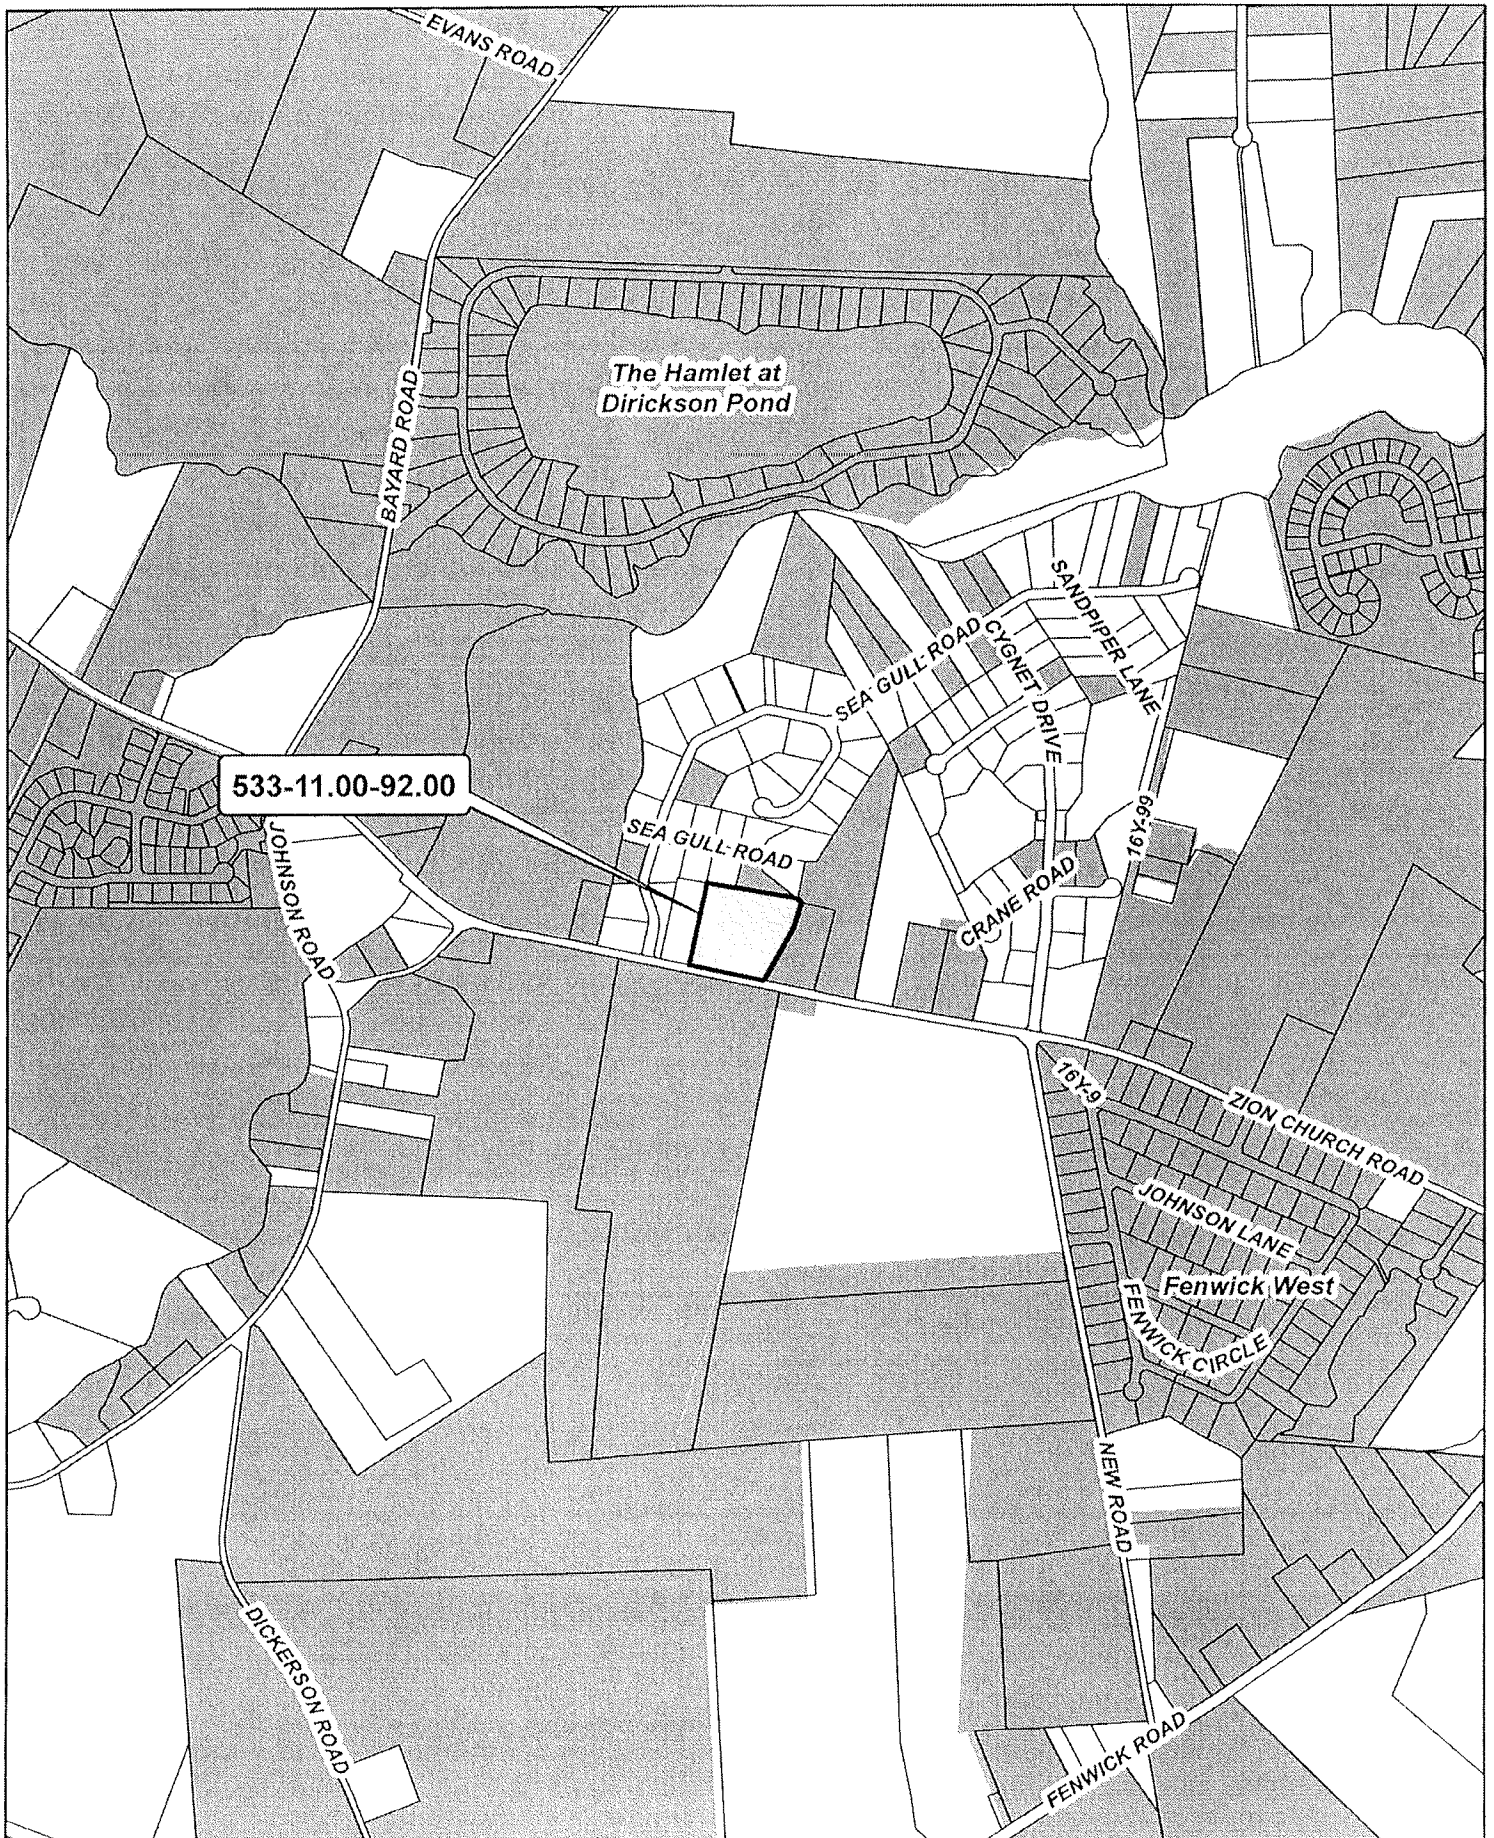 EVANS ROAD
The Hamlet at
Dirickson Pond
BAYARD ROAD
SANDPIPER LANE
SEA GULL ROAD
CYGNET DRIVE
533-11.00-92.00
16Y-99
SEA GULL ROAD
JOHNSON ROAD
CRANE ROAD
16Y-9
ZION CHURCH ROAD
JOHNSON LANE
Fenwick West
FENWICK CIRCLE
NEW ROAD
DICKERSON ROAD
FENWICK ROAD